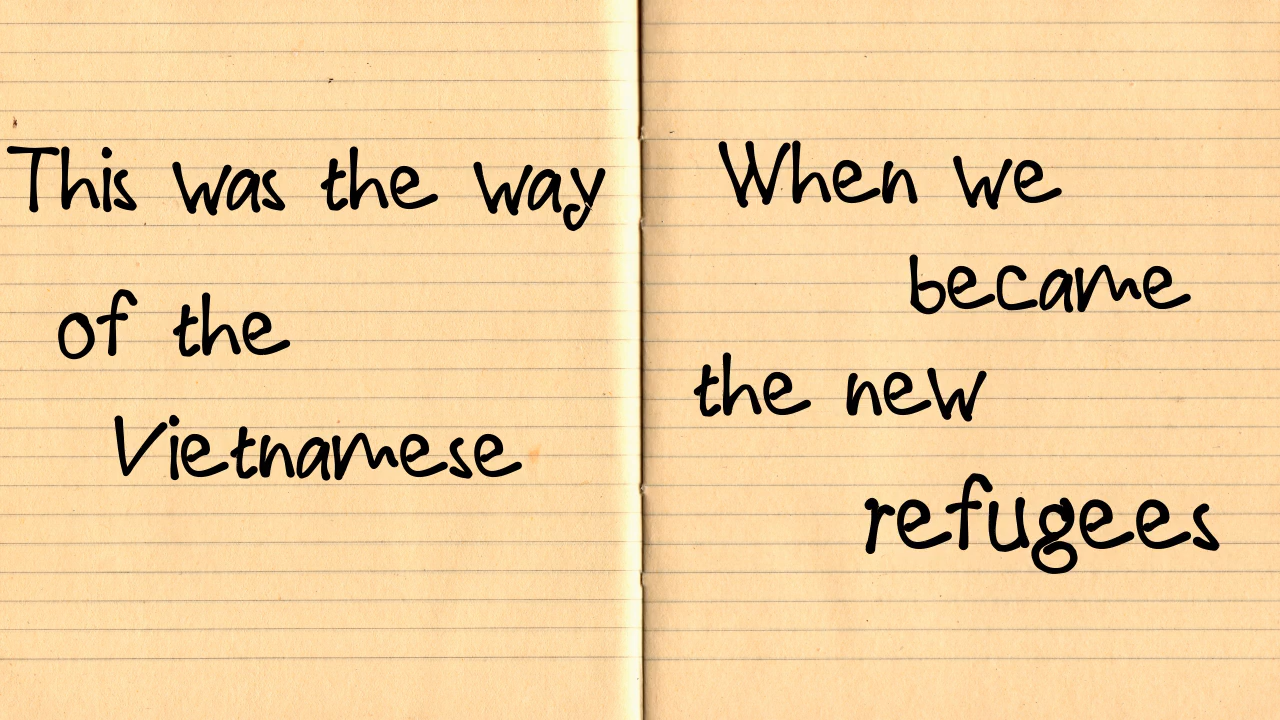 This was the way
of the
Vietnamese
When we
became
the new
refugees